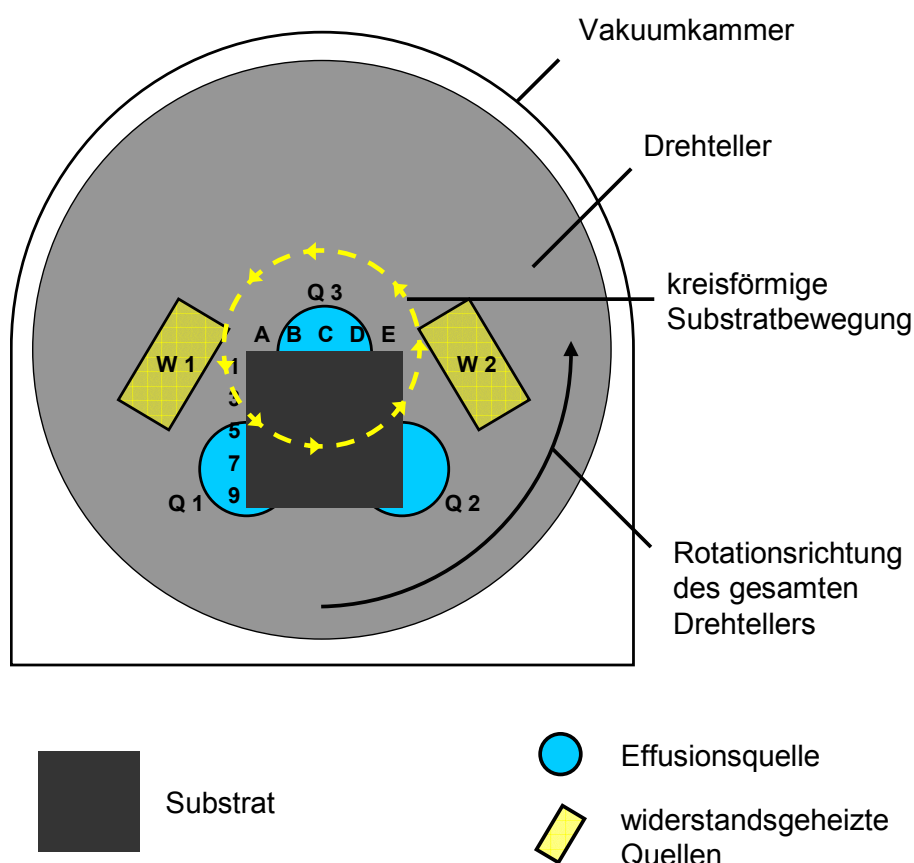 Vakuumkammer
Drehteller
kreisförmige
Substratbewegung
Q 3
A B C D E
W 1
W 2
1
3
5
7
9
Q 1
Q 2
Rotationsrichtung
des gesamten
Drehtellers
Substrat
Effusionsquelle
widerstandsgeheizte
Quellen